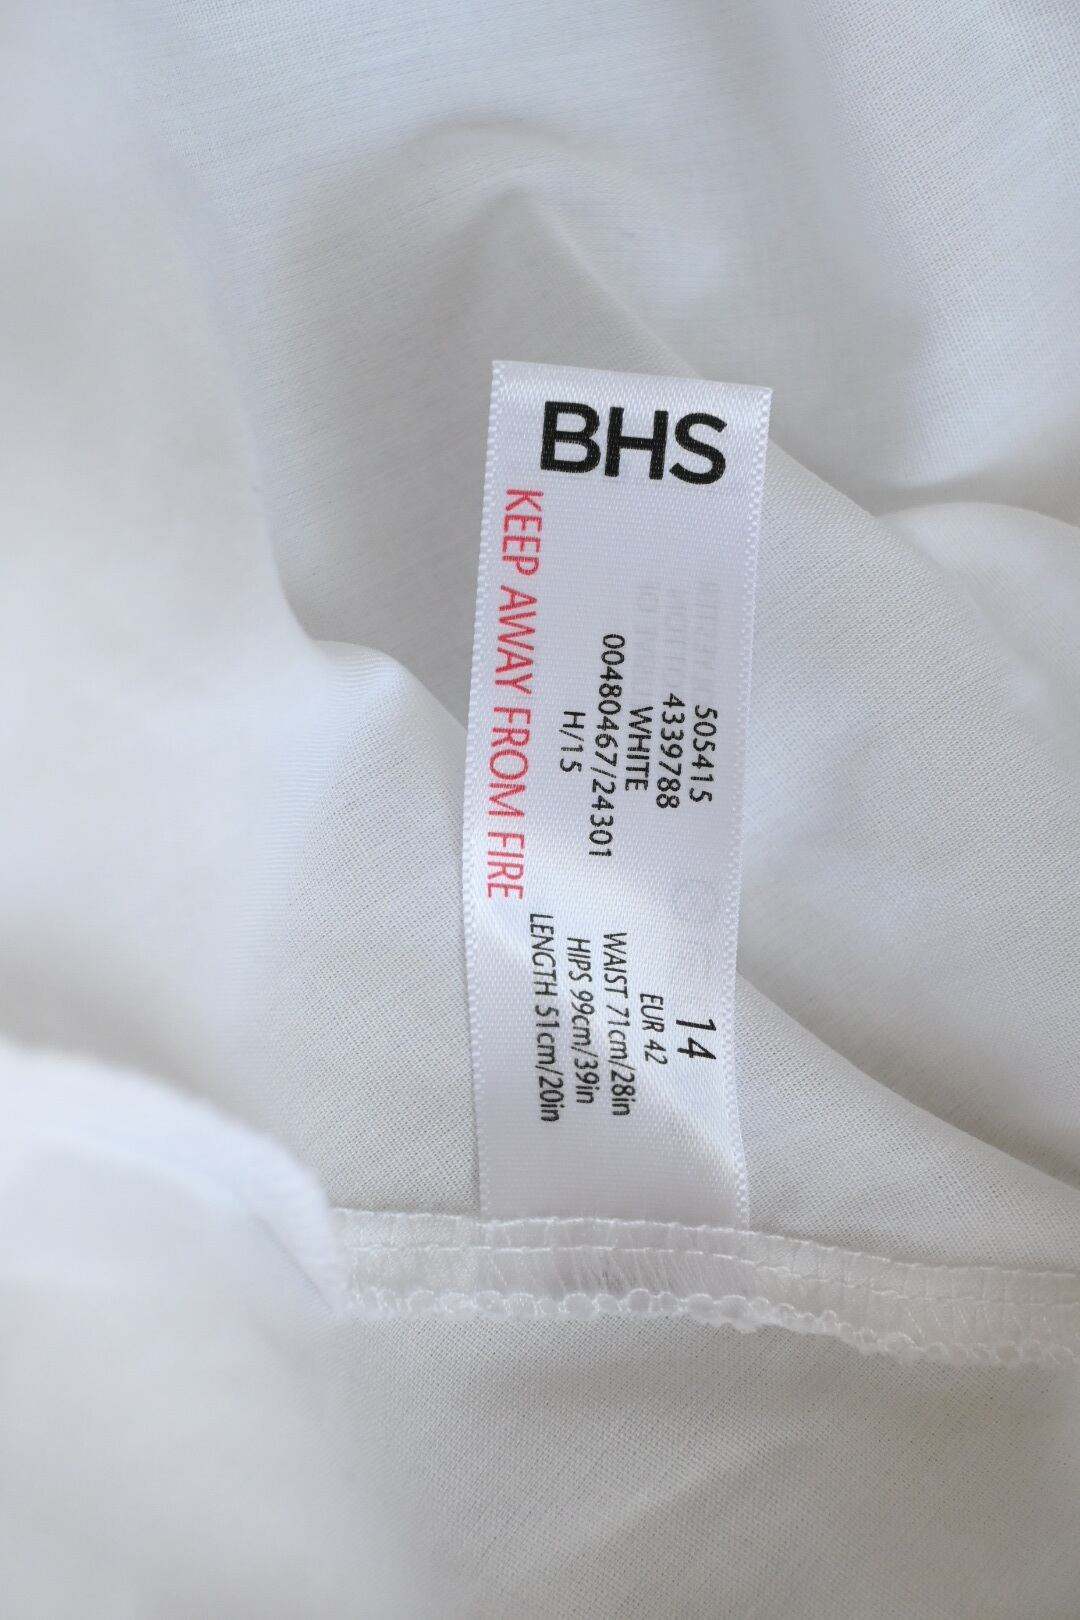 BHS
KEEP AWAY FROM FIRE
505415
4339788
WHITE
00480467/24301
H/15
14
EUR 42
WAIST 71cm/28in
HIPS 99cm/39in
LENGTH 51cm/20in